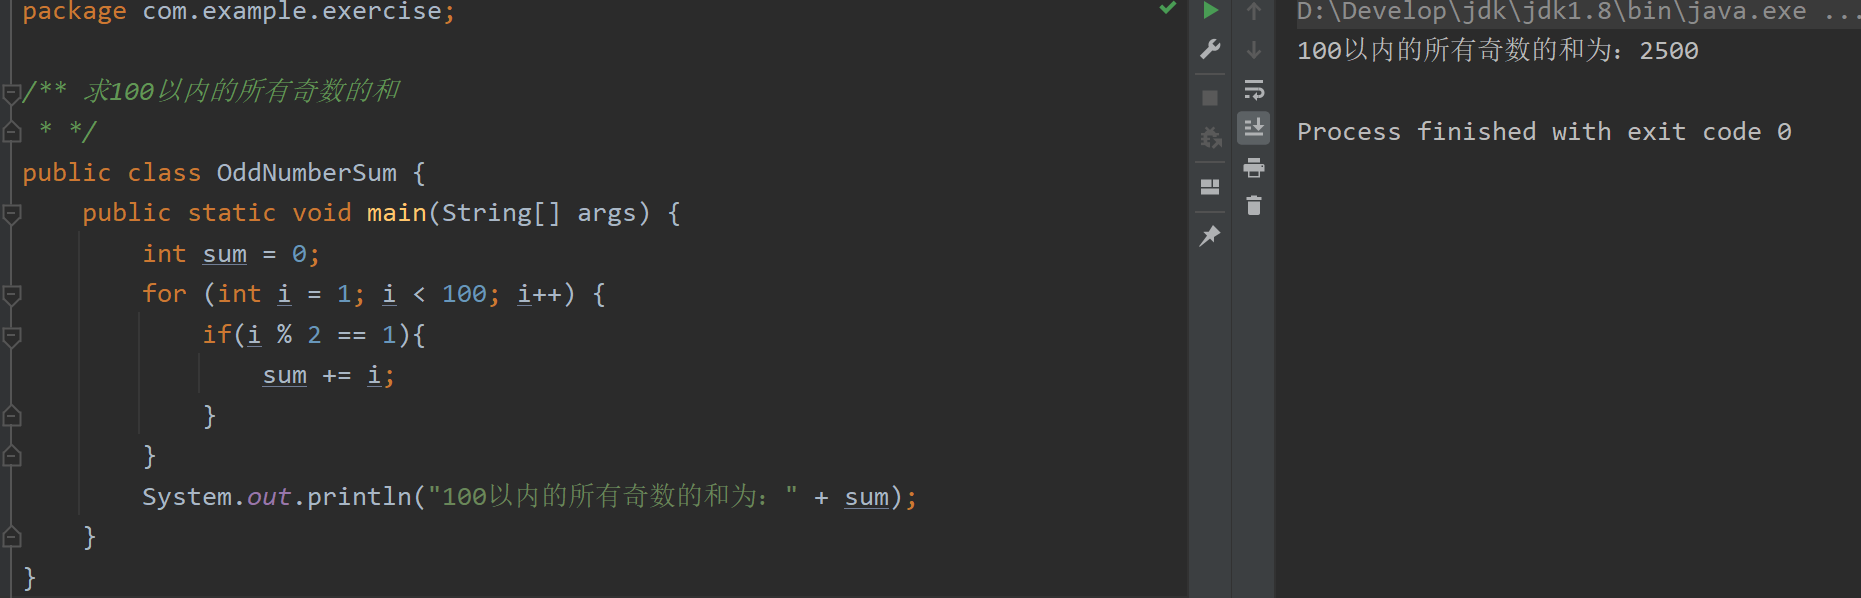 package com.example.exercise;
/** 求100以内的所有奇数的和
* */
public class OddNumberSum {
public static void main(String[] args) {
int sum = 0;
for (int i = 1; i < 100; i++) {
if(i % 2 == 1){
sum += i;
}
}
System.out.println("100以内的所有奇数的和为：" + sum);
}
}
D:\Develop\jdk\jdk1.8\bin\java.exe ...
100以内的所有奇数的和为：2500
Process finished with exit code 0